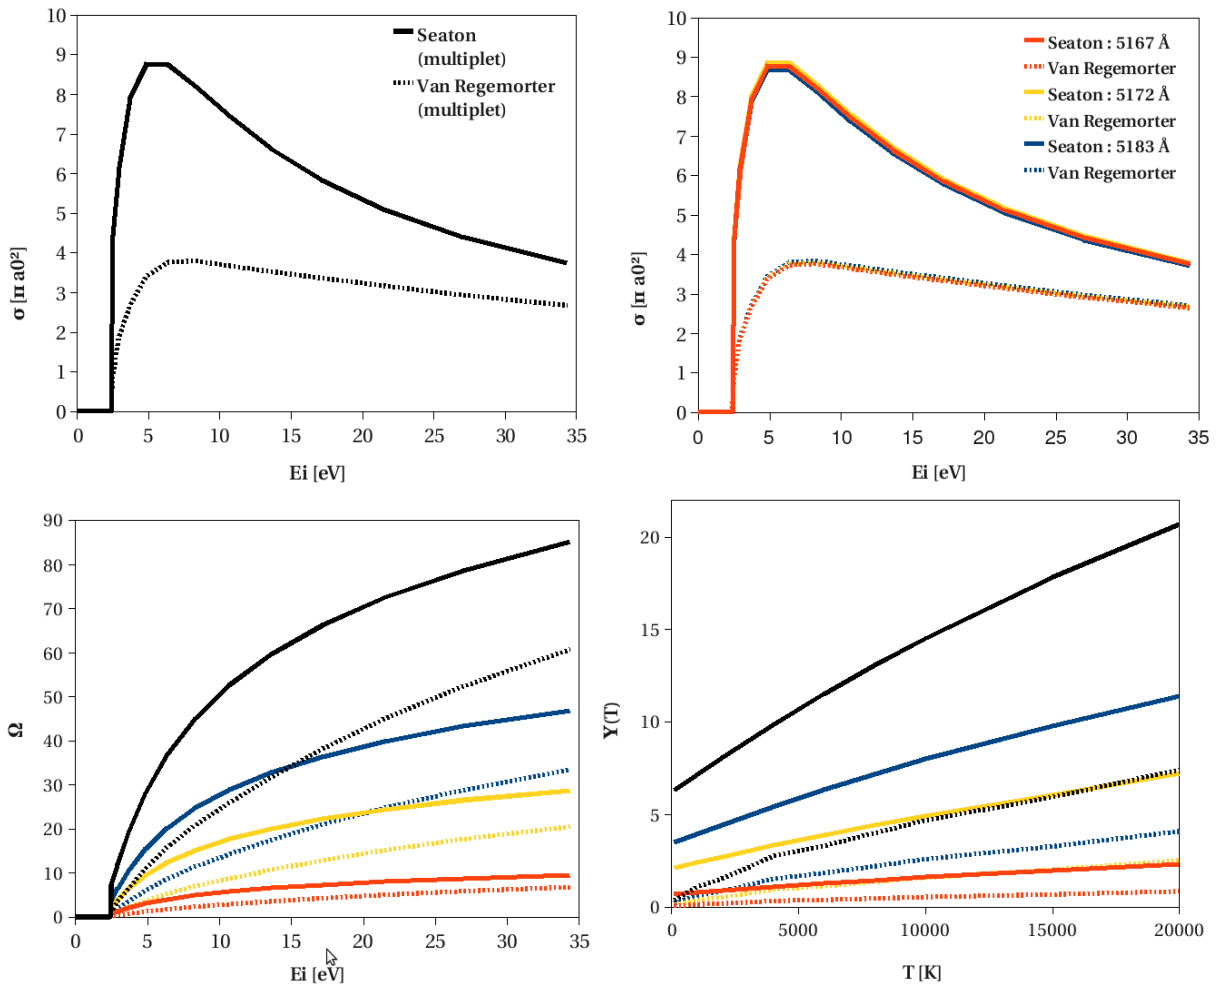 10
9
8
7
6
5
4
3
2
1
0
σ [π a0²]
Seaton
(multiplet)
Van Regemorter
(multiplet)
0 5 10 15 20 25 30 35
Ei [eV]
10
9
8
7
6
5
4
3
2
1
0
σ [π a0²]
Seaton : 5167 Å
Van Regemorter
Seaton : 5172 Å
Van Regemorter
Seaton : 5183 Å
Van Regemorter
0 5 10 15 20 25 30 35
Ei [eV]
90
80
70
60
50
40
30
20
10
0
Ω
0 5 10 15 20 25 30 35
Ei [eV]
20
15
10
5
0
Y(T)
0 5000 10000 15000 20000
T [K]